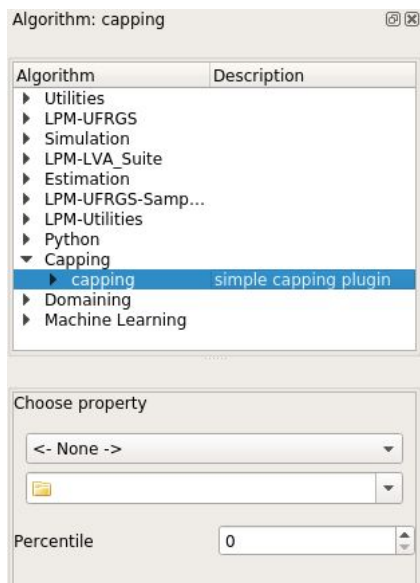 Algorithm: capping
Algorithm Description
Utilities
LPM-UFRGS
Simulation
LPM-LVA_Suite
Estimation
LPM-UFRGS-Samp...
LPM-Utilities
Python
Capping
capping simple capping plugin
Domaining
Machine Learning
Choose property
<- None ->
Percentile 0